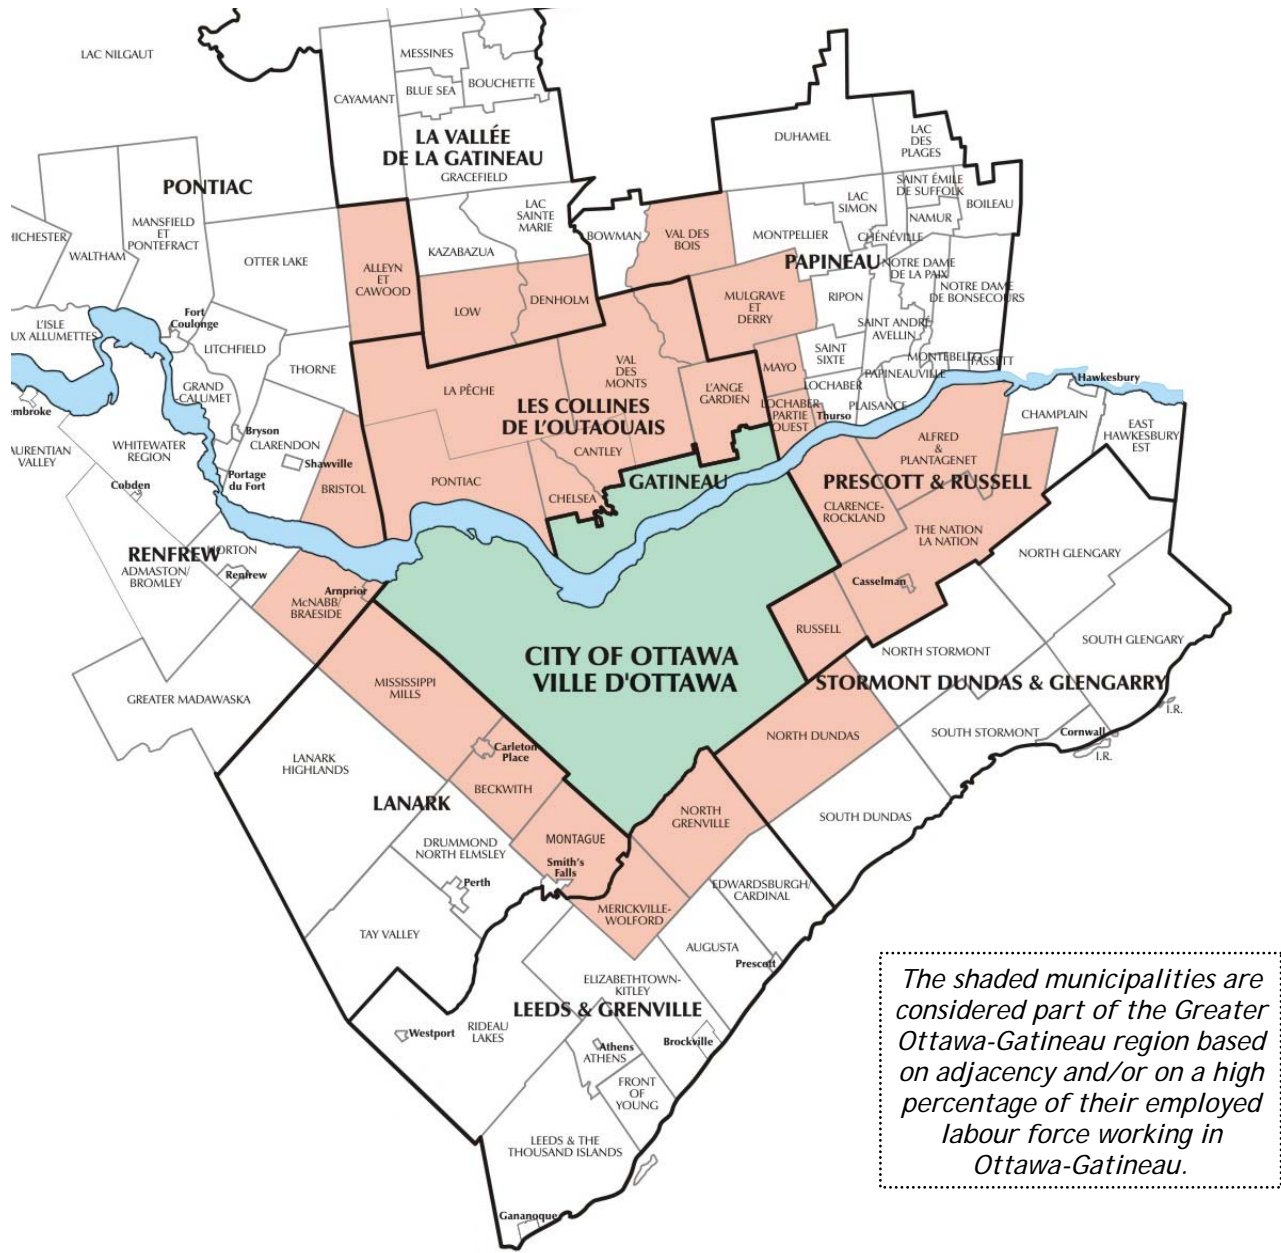 LAC NILGAUT
MESSINES
BLUE SEA
BOUCHETTE
CAYAMANT
LA VALLÉE
DE LA GATINEAU
GRACEFIELD
DUHAMEL
LAC
DES
PLAGES
SAINT ÉMILE
DE SUFFOLK
BOILEAU
NAMUR
LAC
SIMON
CHÉNÉVILLE
PONTIAC
MANSFIELD
ET
PONTEFRACT
HICHESTER
WALTHAM
OTTER LAKE
ALLEYN
ET
CAWOOD
KAZABAZUA
LAC
SAINTE
MARIE
BOWMAN
VAL DES
BOIS
MONTPELLIER
PAPINEAU
NOTRE DAME
DE LA PAIX
NOTRE DAME
DE BONSECOURS
LOW
DENHOLM
MULGRAVE
ET
DERRY
RIPON
SAINT ANDRÉ
AVELLIN
SAINT
SIXTE
MONTEBELLO
FASSETT
PAPINEAUVILLE
L'ISLE
UX ALLUMETTES
Fort
Coulonge
LITCHFIELD
THORNE
GRAND
-CALUMET
LA PÊCHE
VAL
DES
MONTS
L'ANGE
GARDIEN
MAYO
LOCHABER
LOCHABER
PARTIE
OUEST
Thurso
PLAISANCE
Hawkesbury
CHAMPLAIN
EAST
HAWKESBURY
EST
LES COLLINES
DE L'OUTAOUAIS
CANTLEY
embroke
AURENTIAN
VALLEY
WHITEWATER
REGION
Cobden
Bryson
CLARENDON
Shawville
Portage
du Fort
BRISTOL
PONTIAC
CHELSEA
GATINEAU
ALFRED
&
PLANTAGENET
PRESCOTT & RUSSELL
CLARENCE-
ROCKLAND
THE NATION
LA NATION
Casselman
NORTH GLENGARY
RENFREW
HORTON
ADMASTON/
BROMLEY
Renfrew
Arnprior
McNABB/
BRAESIDE
RUSSELL
NORTH STORMONT
SOUTH GLENGARY
CITY OF OTTAWA
VILLE D'OTTAWA
STORMONT DUNDAS & GLENGARRY
I.R.
GREATER MADAWASKA
MISSISSIPPI
MILLS
NORTH DUNDAS
SOUTH STORMONT
Cornwall
I.R.
LANARK
HIGHLANDS
Carleton
Place
BECKWITH
LANARK
NORTH
GRENVILLE
SOUTH DUNDAS
DRUMMOND
NORTH ELMSLEY
MONTAGUE
Smith's
Falls
Perth
EDWARDSBURGH/
CARDINAL
MERICKVILLE-
WOLFORD
TAY VALLEY
AUGUSTA
Prescott
ELIZABETHTOWN-
KITLEY
LEEDS & GRENVILLE
Westport
RIDEAU
LAKES
Athens
ATHENS
Brockville
FRONT
OF
YOUNG
LEEDS & THE
THOUSAND ISLANDS
Gananoque
The shaded municipalities are
considered part of the Greater
Ottawa-Gatineau region based
on adjacency and/or on a high
percentage of their employed
labour force working in
Ottawa-Gatineau.